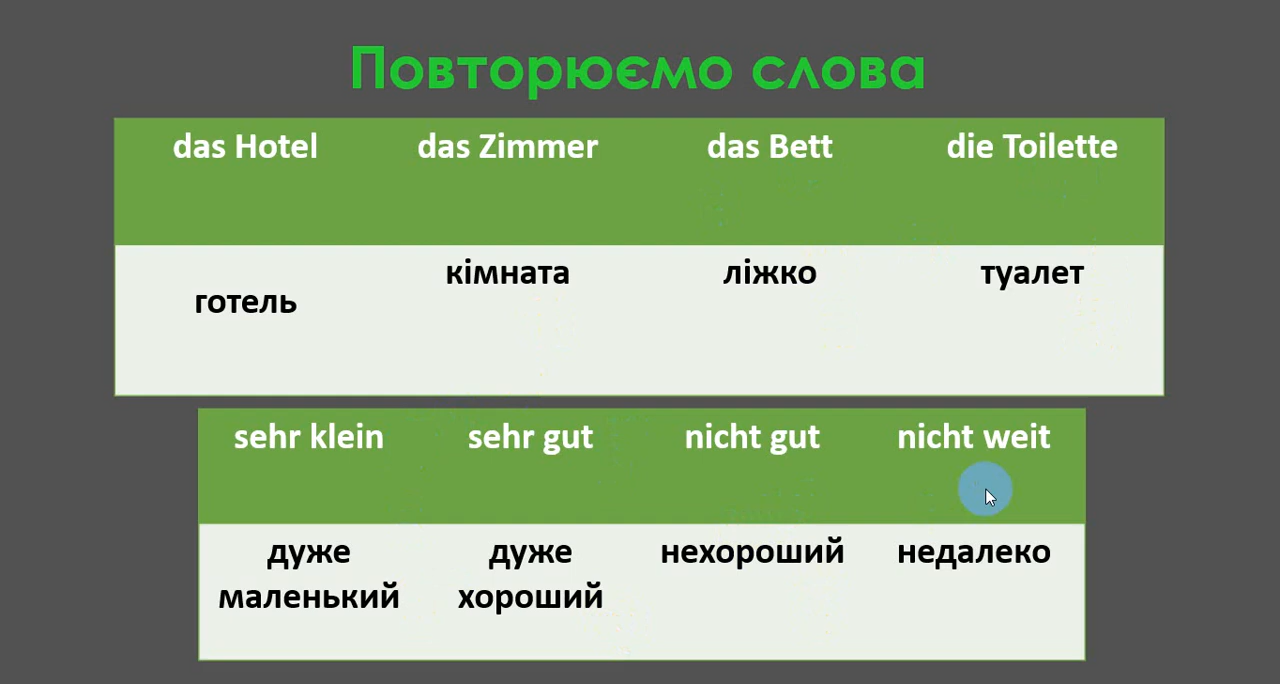 Повторюємо слова
das Hotel das Zimmer das Bett die Toilette
готель кімната ліжко туалет
sehr klein sehr gut nicht gut nicht weit
дуже дуже нехороший недалеко
маленький хороший